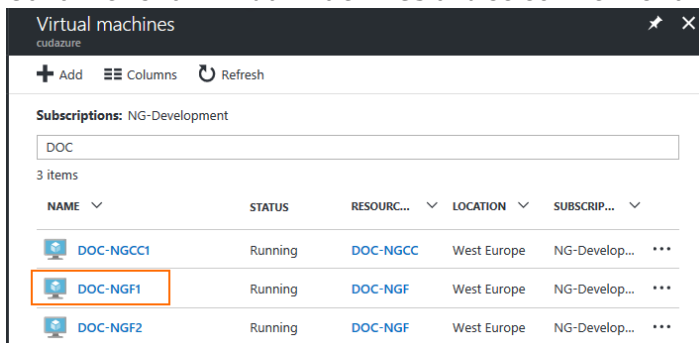 Virtual machines
cudazure
Add Columns Refresh
Subscriptions: NG-Development
DOC
3 items
NAME STATUS RESOURC... LOCATION SUBSCRIP...
DOC-NGCC1 Running DOC-NGCC West Europe NG-Develop... ...
DOC-NGF1 Running DOC-NGF West Europe NG-Develop... ...
DOC-NGF2 Running DOC-NGF West Europe NG-Develop... ...